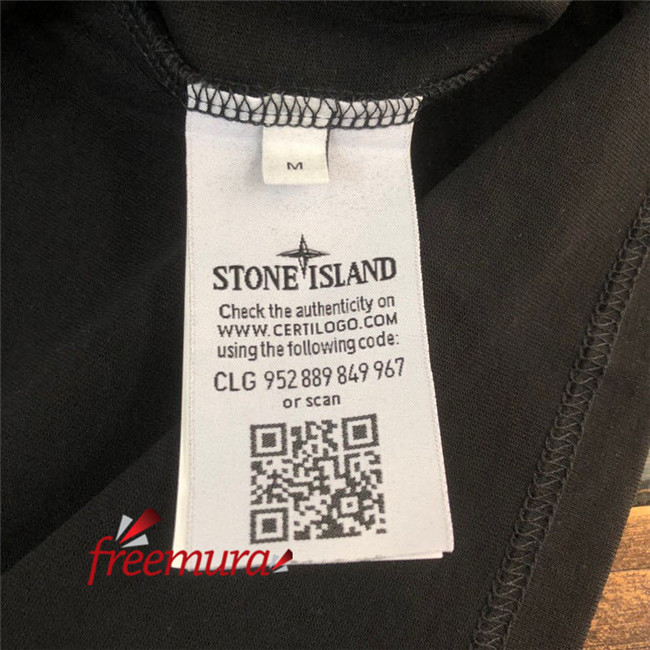 M
STONE ISLAND
Check the authenticity on
WWW.CERTILOGO.COM
using the following code:
CLG 952 889 849 967
or scan
freemura